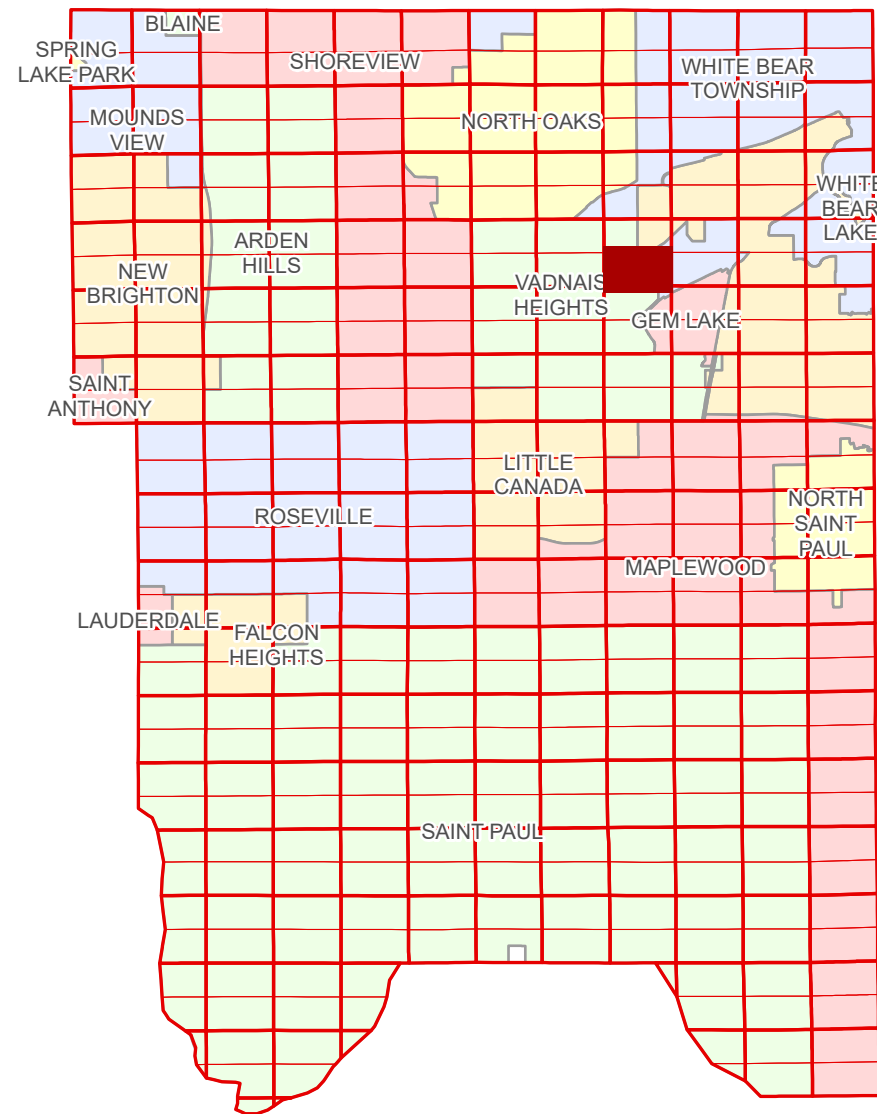 BLAINE
SPRING
LAKE PARK
SHOREVIEW
WHITE BEAR
TOWNSHIP
MOUNDS
VIEW
NORTH OAKS
WHITE
BEAR
LAKE
ARDEN
HILLS
NEW
BRIGHTON
VADNAIS
HEIGHTS
GEM LAKE
SAINT
ANTHONY
LITTLE
CANADA
ROSEVILLE
NORTH
SAINT
PAUL
MAPLEWOOD
LAUDERDALE
FALCON
HEIGHTS
SAINT PAUL